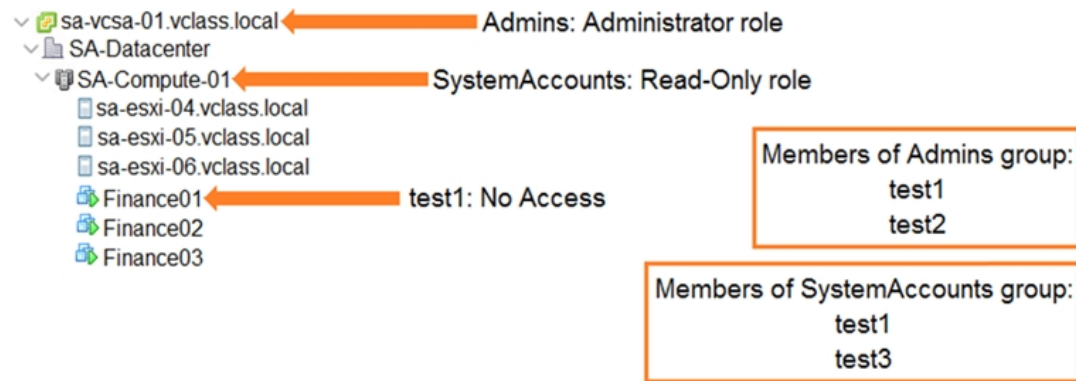 sa-vcsa-01.vclass.local
Admins: Administrator role
SA-Datacenter
SA-Compute-01
SystemAccounts: Read-Only role
sa-esxi-04.vclass.local
sa-esxi-05.vclass.local
sa-esxi-06.vclass.local
Finance01
test1: No Access
Finance02
Finance03
Members of Admins group:
test1
test2
Members of SystemAccounts group:
test1
test3